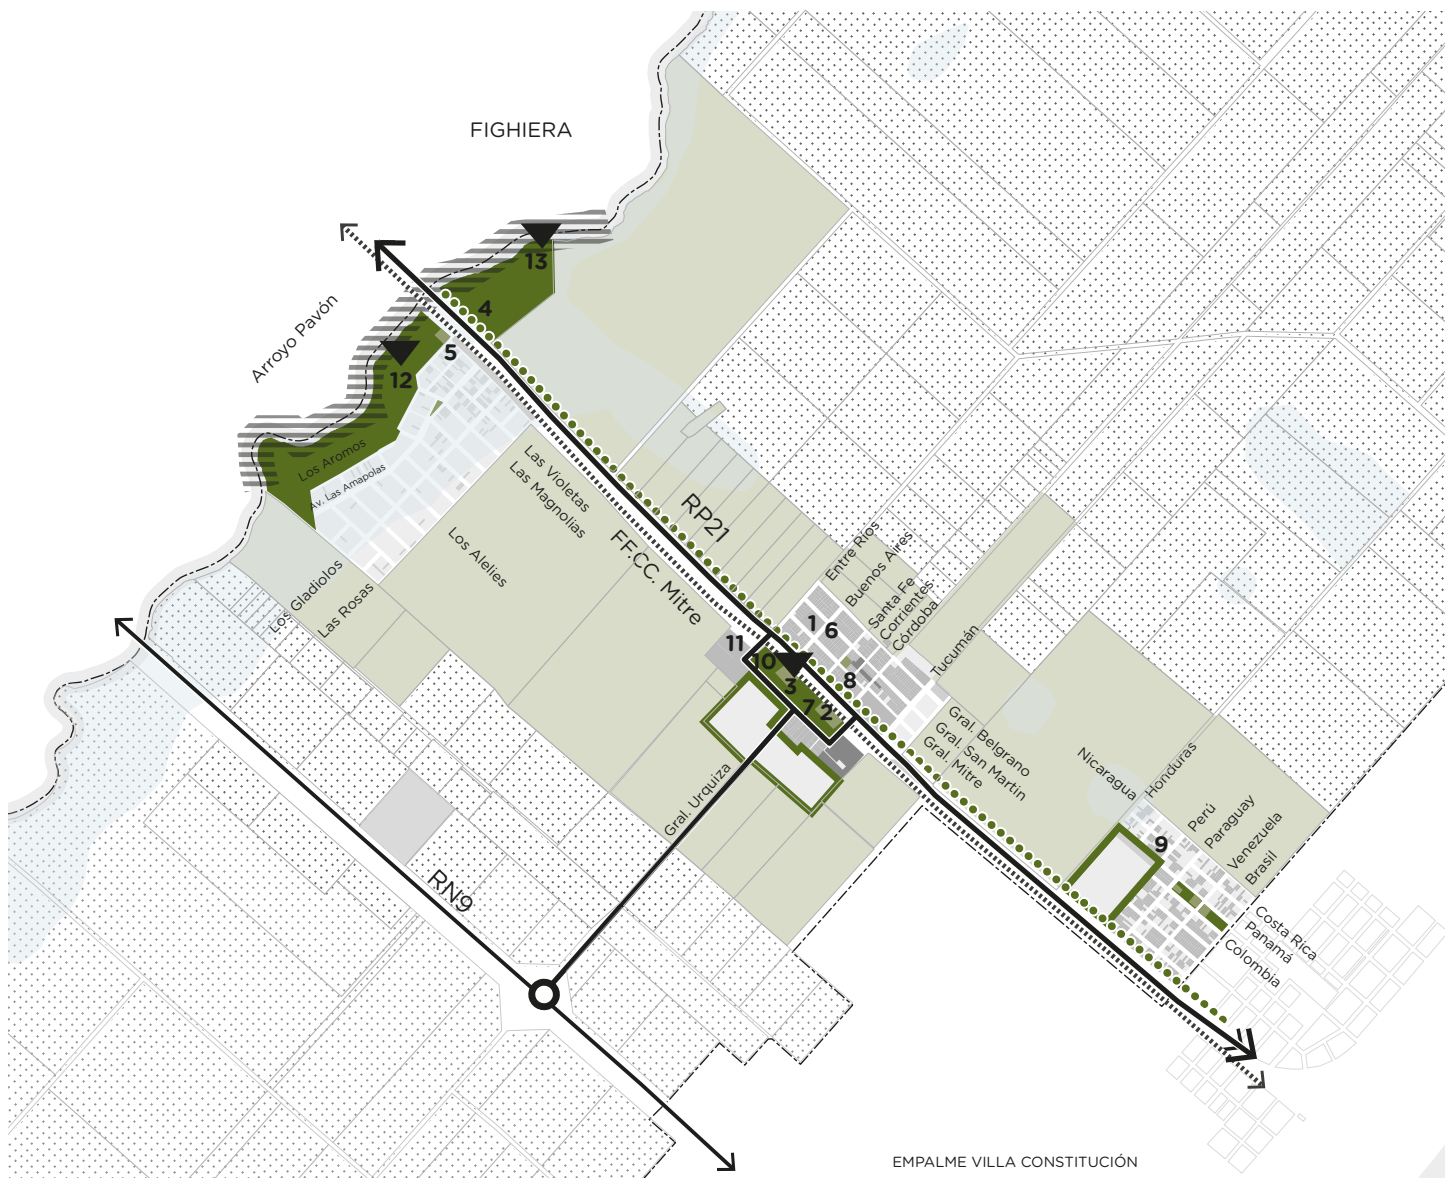 FIGHIERA
13
Arroyo Pavón
4
5
12
Los Aromos
Av. Las Amapolas
Las Violetas
Las Magnolias
Los Alelies
Los Gladiolos
Las Rosas
RP21
FF.CC. Mitre
Entre Ríos
Buenos Aires
Santa Fe
Corrientes
Córdoba
Tucumán
1
6
11
10
3
8
7
2
Gral. Belgrano
Gral. San Martín
Gral. Mitre
Gral. Urquiza
Nicaragua
Honduras
Perú
Paraguay
Venezuela
Brasil
9
RN9
Costa Rica
Panamá
Colombia
EMPALME VILLA CONSTITUCIÓN